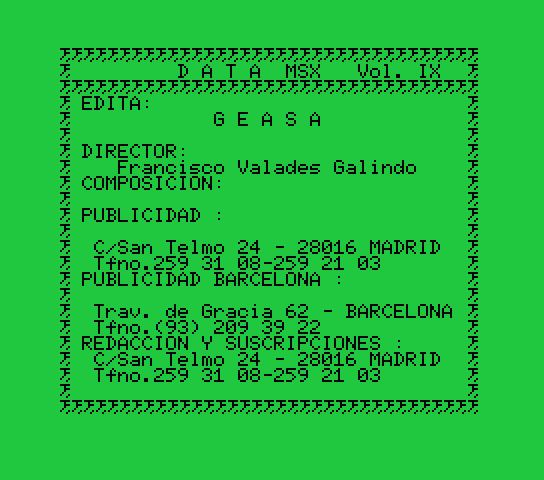 D A T A  MSX   Vol. IX
EDITA:
G E A S A
DIRECTOR:
Francisco Valades Galindo
COMPOSICION:
PUBLICIDAD :
C/San Telmo 24 - 28016 MADRID
Tfno.259 31 08-259 21 03
PUBLICIDAD BARCELONA :
Trav. de Gracia 62 - BARCELONA
Tfno.(93) 209 39 22
REDACCION Y SUSCRIPCIONES :
C/San Telmo 24 - 28016 MADRID
Tfno.259 31 08-259 21 03